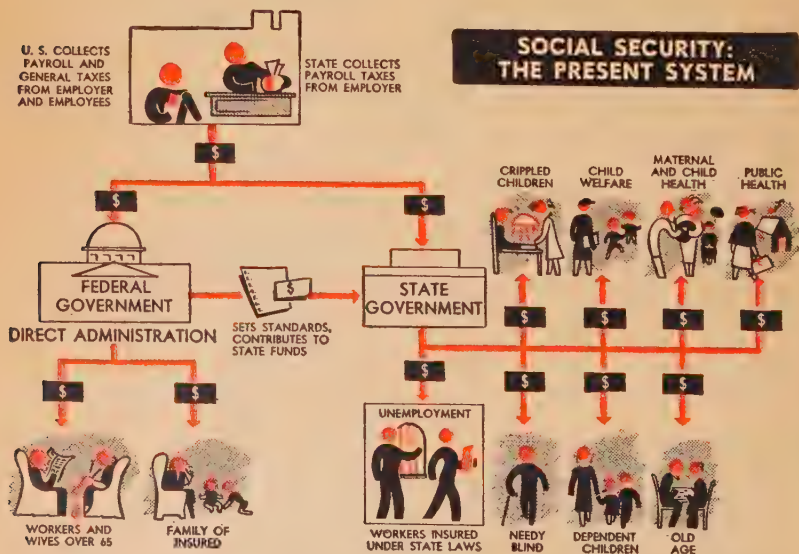 U. S. COLLECTS
PAYROLL AND
GENERAL TAXES
FROM EMPLOYER
AND EMPLOYEES
STATE COLLECTS
PAYROLL TAXES
FROM EMPLOYER
SOCIAL SECURITY:
THE PRESENT SYSTEM
$
$
$
CRIPPLED
CHILDREN
CHILD
WELFARE
MATERNAL
AND CHILD
HEALTH
PUBLIC
HEALTH
FEDERAL
GOVERNMENT
DIRECT ADMINISTRATION
$
SETS STANDARDS,
CONTRIBUTES TO
STATE FUNDS
STATE
GOVERNMENT
$
$
$
$
$
$
$
$
$
$
UNEMPLOYMENT
WORKERS AND
WIVES OVER 65
FAMILY OF
INSURED
WORKERS INSURED
UNDER STATE LAWS
NEEDY
BLIND
DEPENDENT
CHILDREN
OLD
AGE